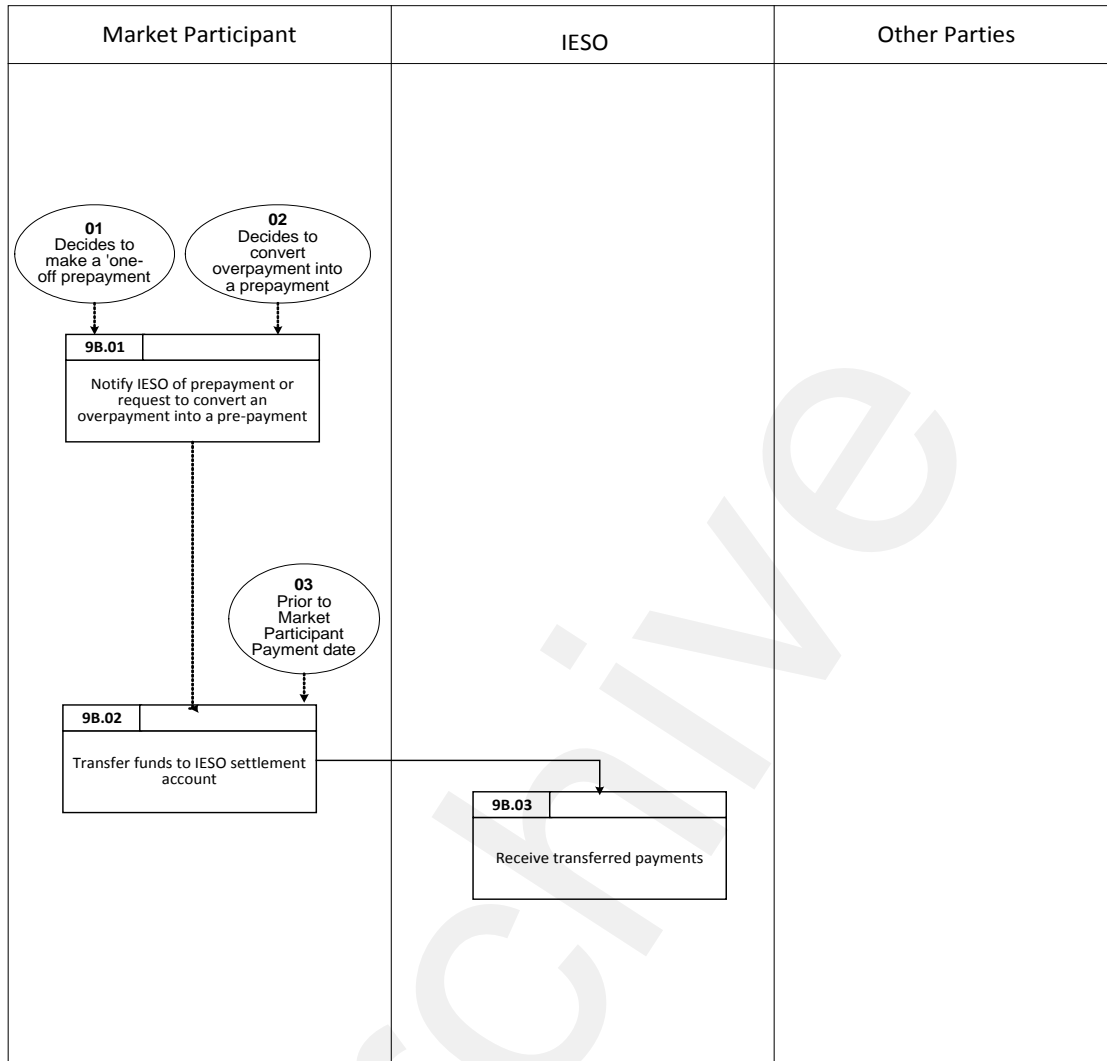 Market Participant
IESO
Other Parties
01
Decides to
make a 'one-
off prepayment
02
Decides to
convert
overpayment into
a prepayment
9B.01
Notify IESO of prepayment or
request to convert an
overpayment into a pre-payment
03
Prior to
Market
Participant
Payment date
9B.02
Transfer funds to IESO settlement
account
9B.03
Receive transferred payments